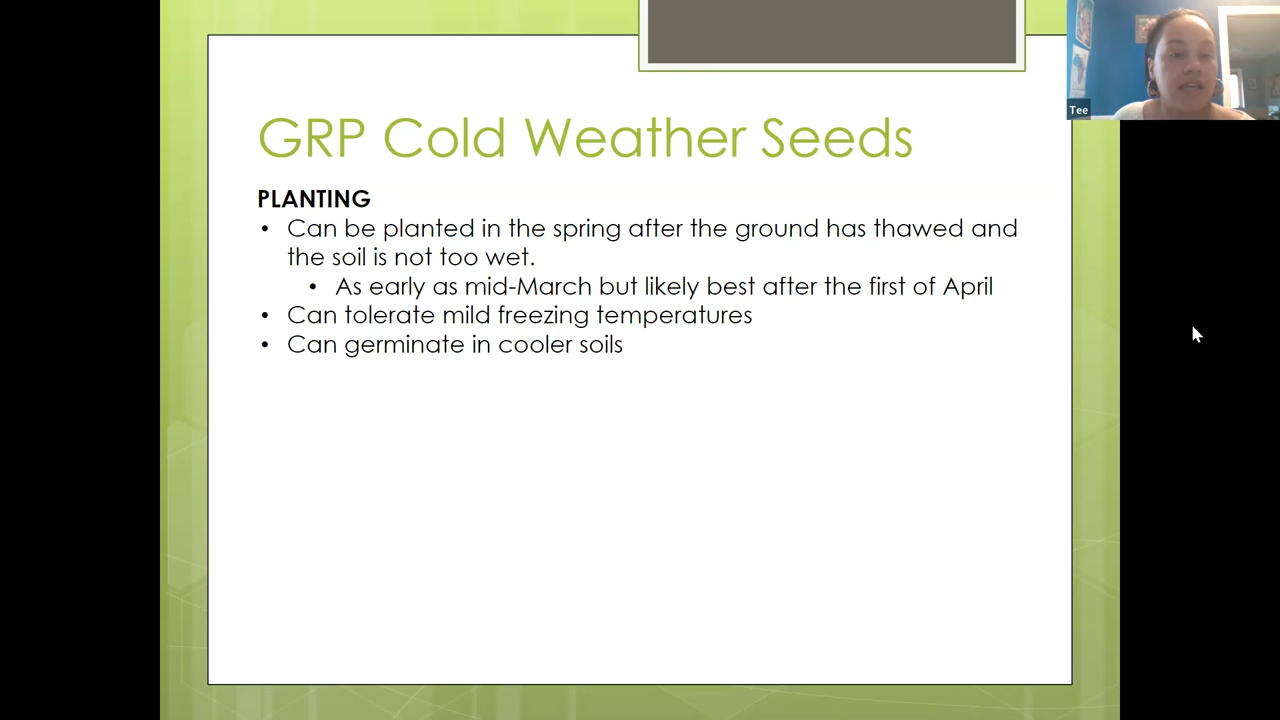 GRP Cold Weather Seeds
PLANTING
• Can be planted in the spring after the ground has thawed and
the soil is not too wet.
• As early as mid-March but likely best after the first of April
• Can tolerate mild freezing temperatures
• Can germinate in cooler soils
Tee